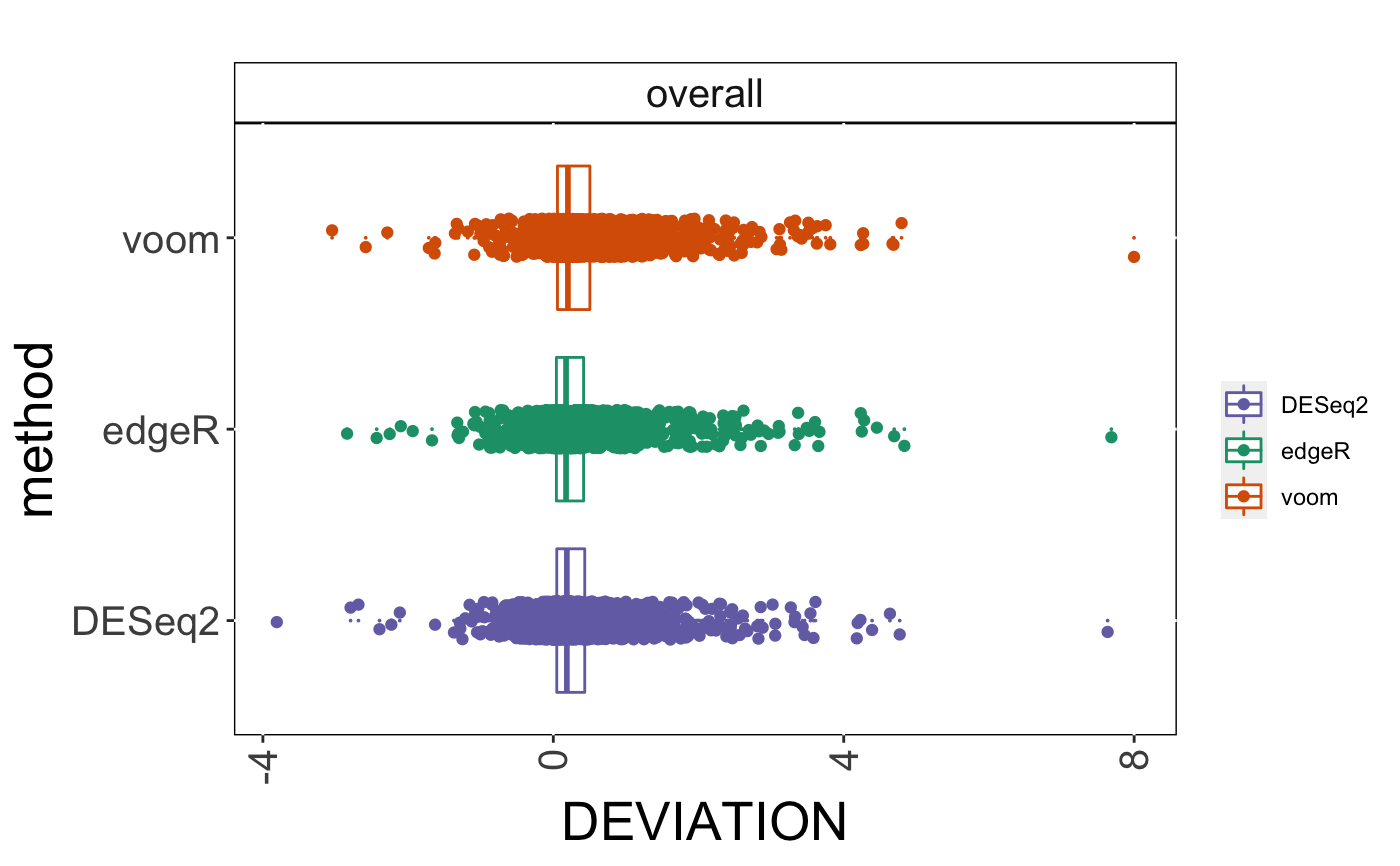 overall
voom
edgeR
DESeq2
method
-4
0
4
8
DEVIATION
DESeq2
edgeR
voom